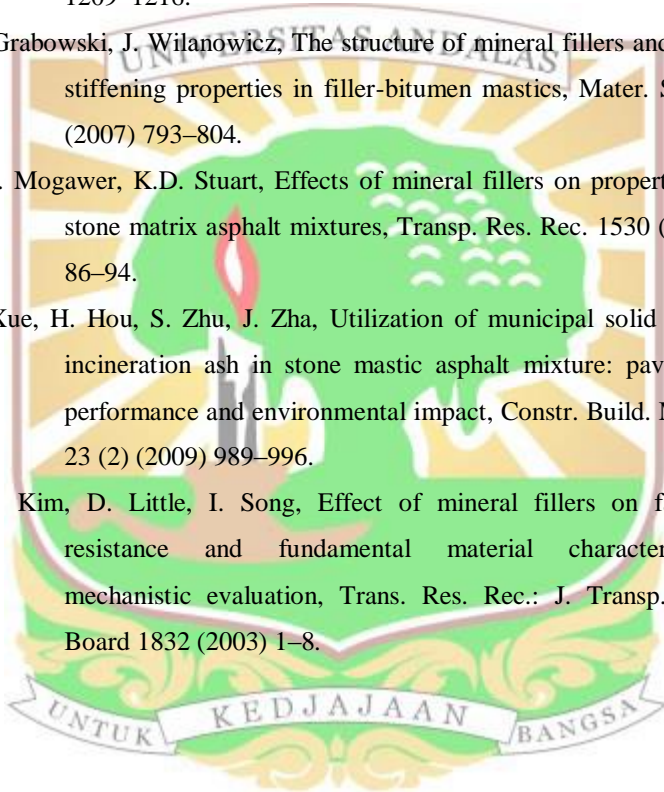 1209–1218.
Grabowski, J. Wilanowicz, The structure of mineral fillers and
stiffening properties in filler-bitumen mastics, Mater.
(2007) 793–804.
Mogawer, K.D. Stuart, Effects of mineral fillers on
stone matrix asphalt mixtures, Transp. Res. Rec. 1530 (
86–94.
Xue, H. Hou, S. Zhu, J. Zha, Utilization of municipal solid
incineration ash in stone mastic asphalt mixture:
performance and environmental impact, Constr. Build.
23 (2) (2009) 989–996.
Kim, D. Little, I. Song, Effect of mineral fillers on
resistance and fundamental material
mechanistic evaluation, Trans. Res. Rec.: J. Transp.
Board 1832 (2003) 1–8.
UNIVERSITAS ANDALAS
UNTUK KEDJAJAAN BANGSA